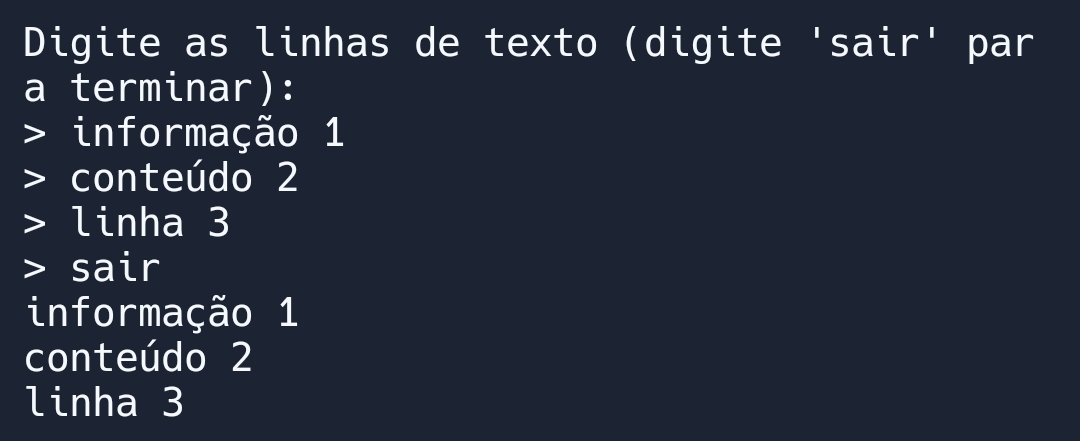 Digite as linhas de texto (digite 'sair' par
a terminar):
> informação 1
> conteúdo 2
> linha 3
> sair
informação 1
conteúdo 2
linha 3